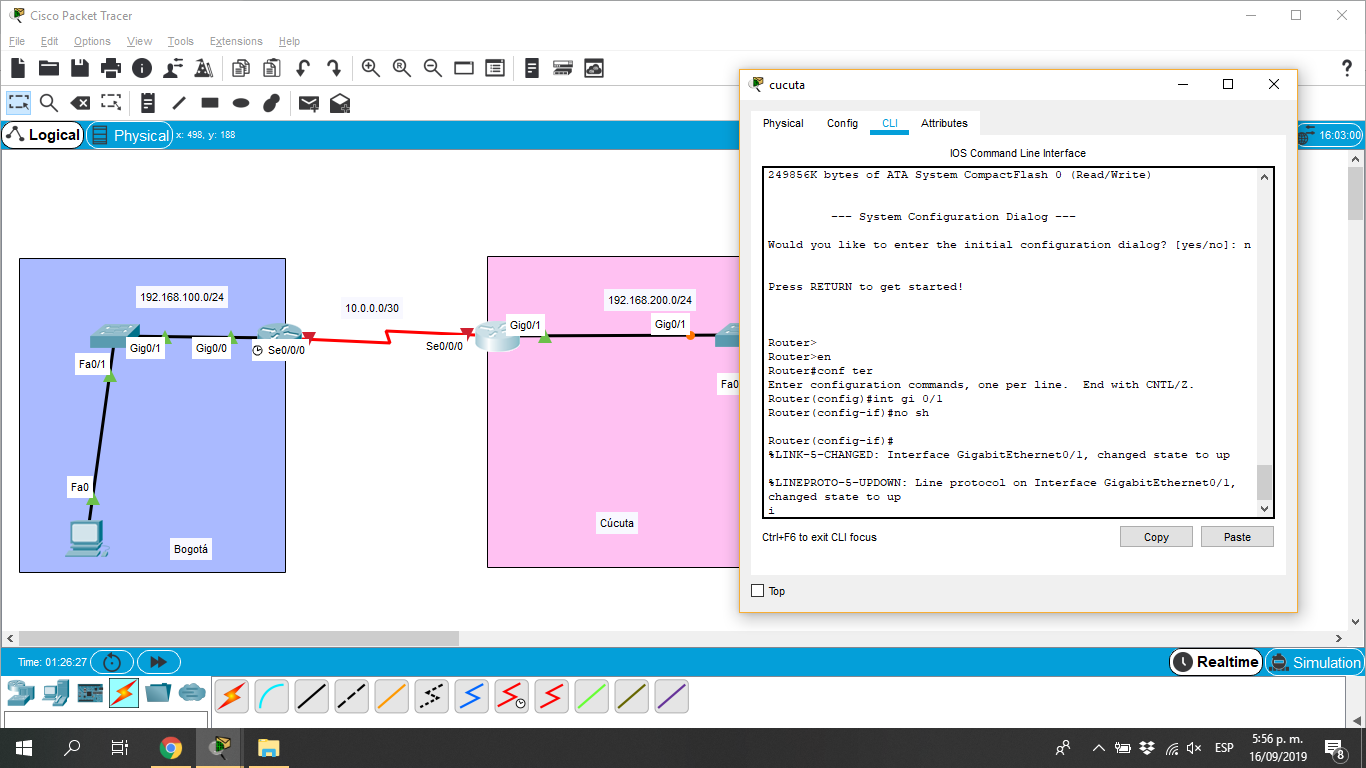 Cisco Packet Tracer
File Edit Options View Tools Extensions Help
?
Logical
Physical
x: 498, y: 188
16:03:00
192.168.100.0/24
Gig0/1
Gig0/0
Se0/0/0
Fa0/1
Fa0
Bogotá
10.0.0.0/30
Se0/0/0
Gig0/1
192.168.200.0/24
Gig0/1
Fa0
Cúcuta
cucuta
Physical Config CLI Attributes
IOS Command Line Interface
249856K bytes of ATA System CompactFlash 0 (Read/Write)
--- System Configuration Dialog ---
Would you like to enter the initial configuration dialog? [yes/no]: n
Press RETURN to get started!
Router>
Router>en
Router#conf ter
Enter configuration commands, one per line. End with CNTL/Z.
Router(config)#int gi 0/1
Router(config-if)#no sh
Router(config-if)#
%LINK-5-CHANGED: Interface GigabitEthernet0/1, changed state to up
%LINEPROTO-5-UPDOWN: Line protocol on Interface GigabitEthernet0/1,
changed state to up
i
Ctrl+F6 to exit CLI focus
Copy
Paste
Top
Time: 01:26:27
Realtime
Simulation
ESP
5:56 p. m.
16/09/2019
8